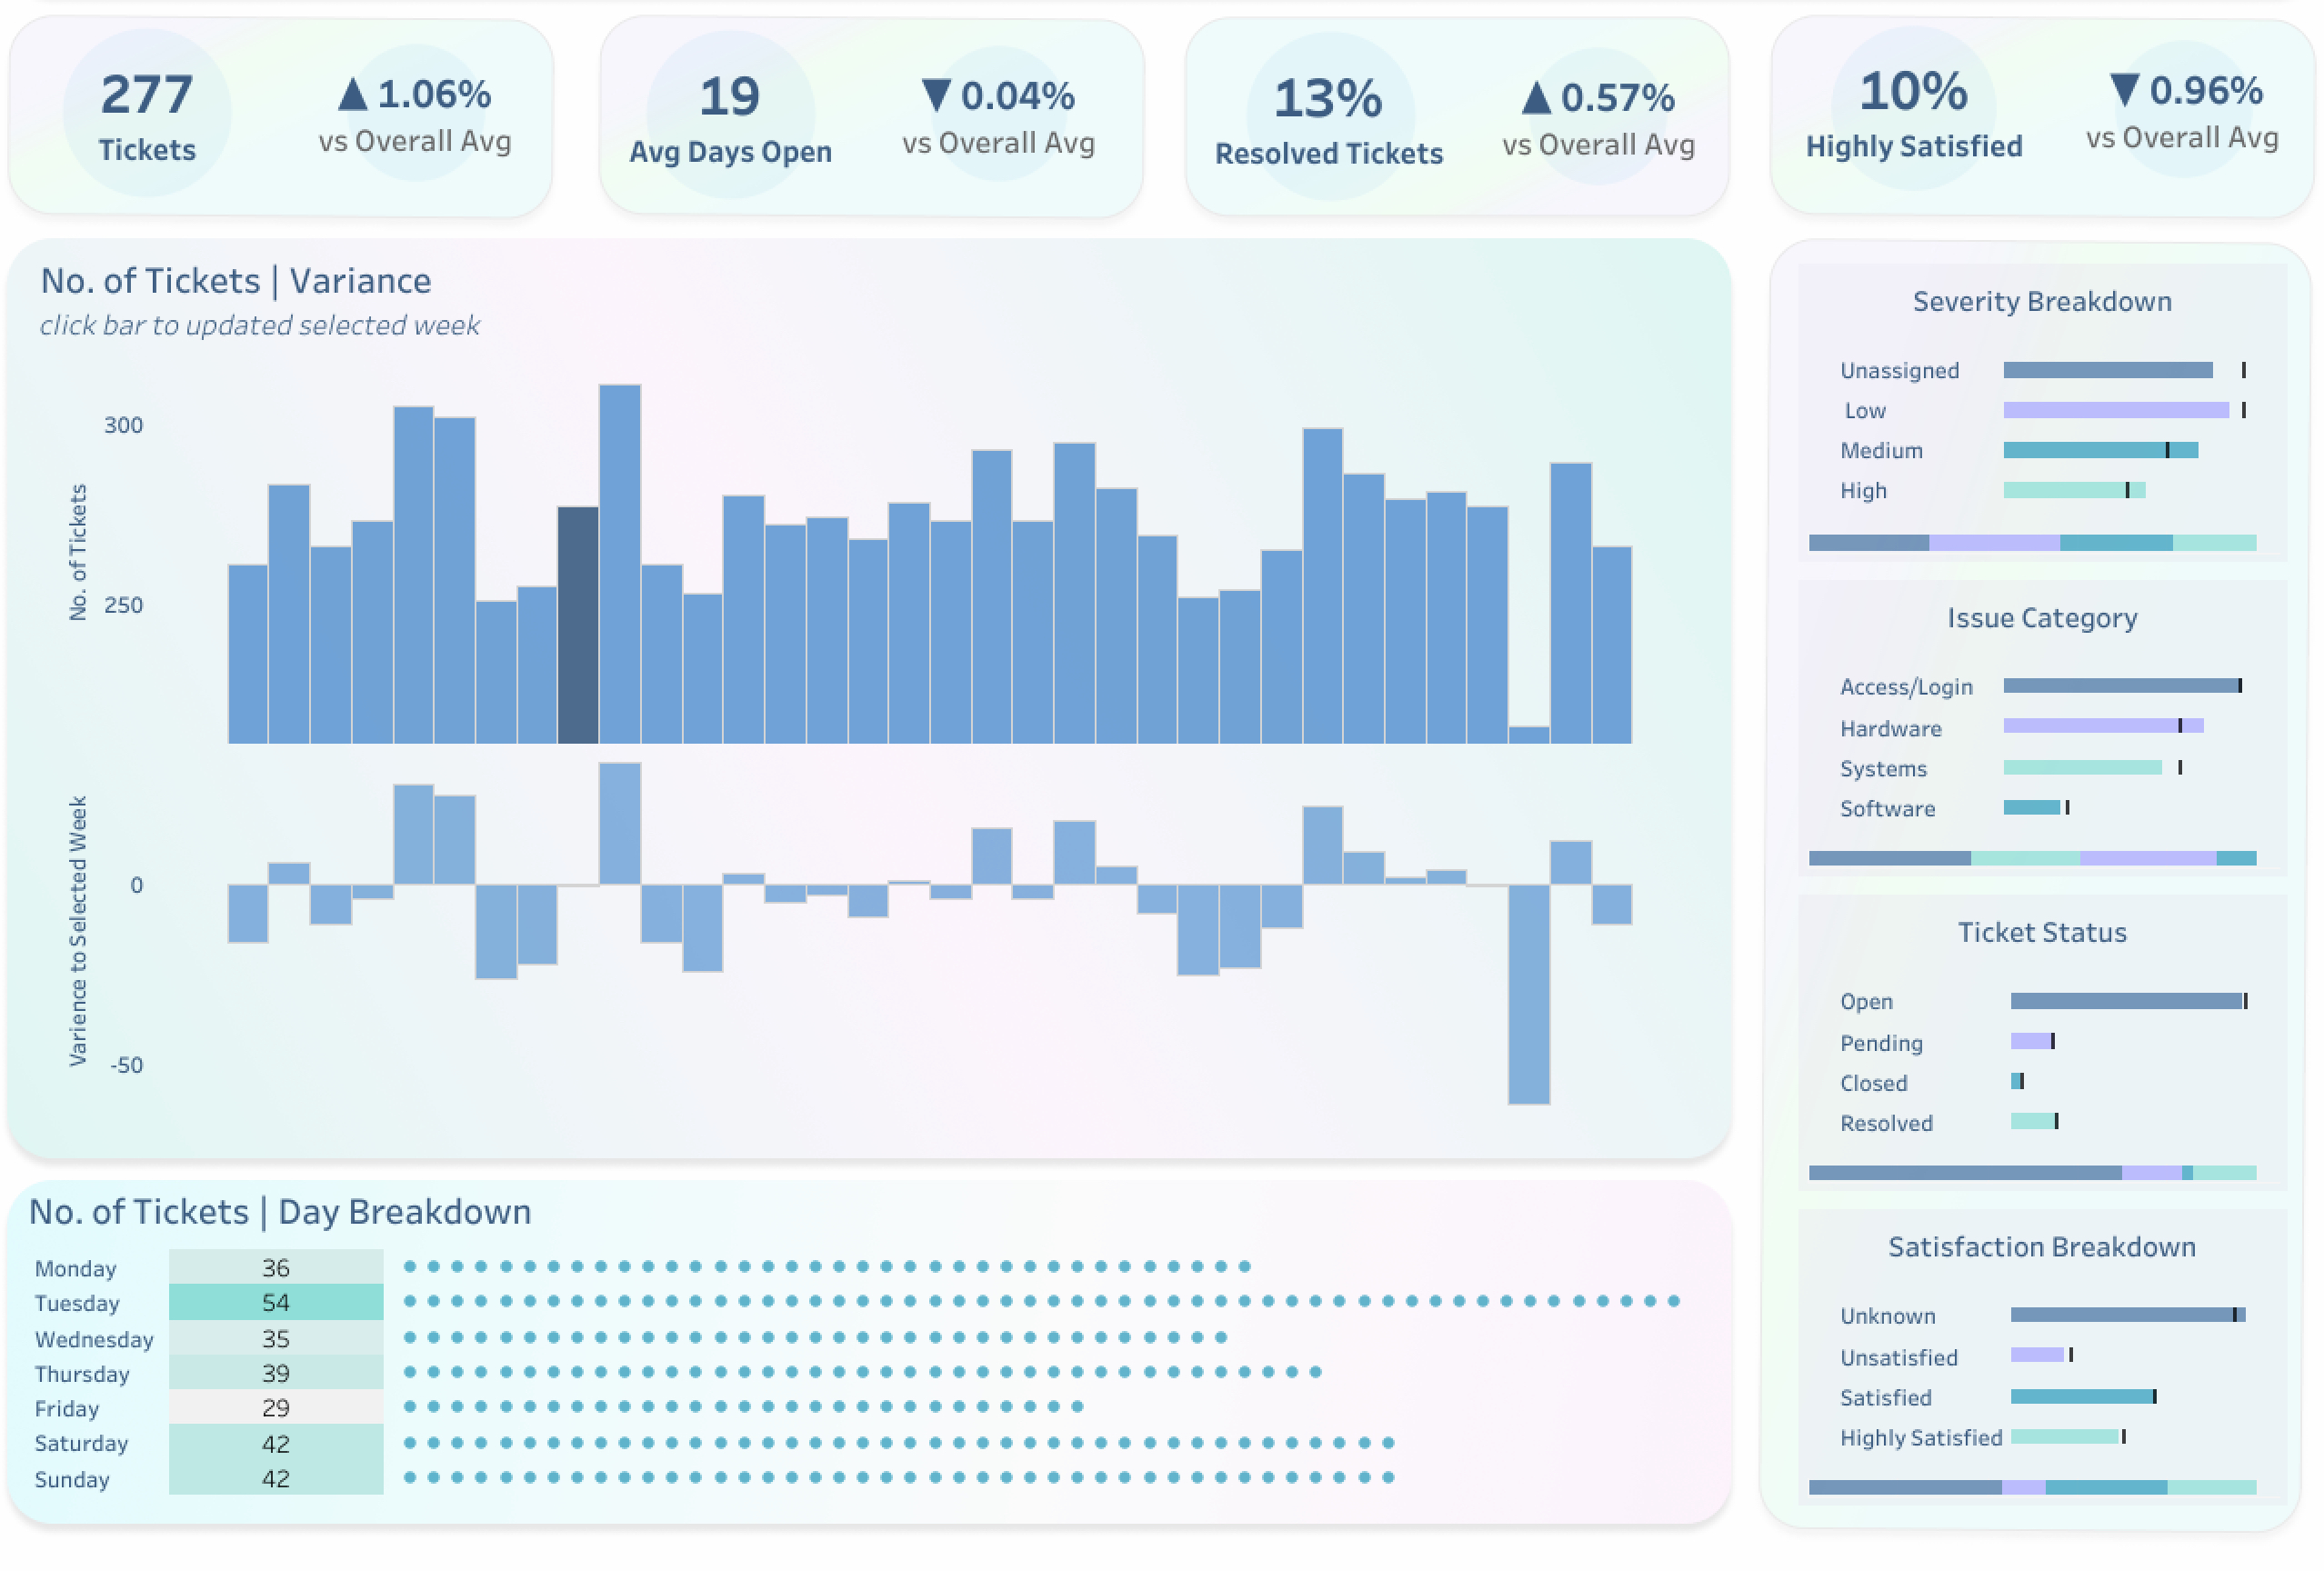 277
Tickets
▲ 1.06%
vs Overall Avg
19
Avg Days Open
▼ 0.04%
vs Overall Avg
13%
Resolved Tickets
▲ 0.57%
vs Overall Avg
10%
Highly Satisfied
▼ 0.96%
vs Overall Avg
No. of Tickets | Variance
click bar to updated selected week
No. of Tickets
300
250
Varience to Selected Week
0
-50
No. of Tickets | Day Breakdown
Monday 36
Tuesday 54
Wednesday 35
Thursday 39
Friday 29
Saturday 42
Sunday 42
Severity Breakdown
Unassigned
Low
Medium
High
Issue Category
Access/Login
Hardware
Systems
Software
Ticket Status
Open
Pending
Closed
Resolved
Satisfaction Breakdown
Unknown
Unsatisfied
Satisfied
Highly Satisfied